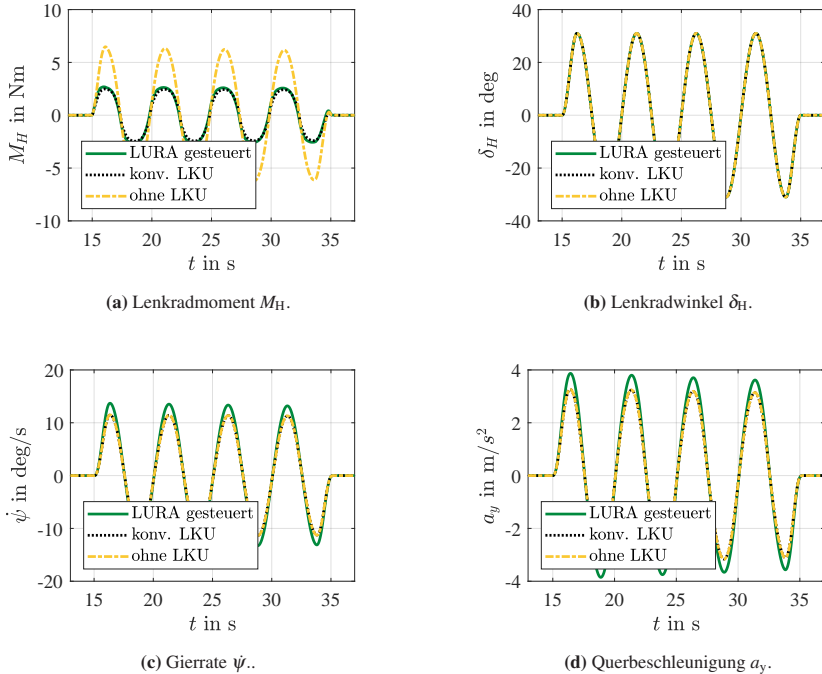 10
5
0
-5
-10
M_H in Nm
LURA gesteuert
konv. LKU
ohne LKU
15 20 25 30 35
t in s
(a) Lenkradmoment M_H.
40
20
0
-20
-40
δ_H in deg
LURA gesteuert
konv. LKU
ohne LKU
15 20 25 30 35
t in s
(b) Lenkradwinkel δ_H.
20
10
0
-10
-20
ψ̇ in deg/s
LURA gesteuert
konv. LKU
ohne LKU
15 20 25 30 35
t in s
(c) Gierrate ψ̇..
4
2
0
-2
-4
a_y in m/s²
LURA gesteuert
konv. LKU
ohne LKU
15 20 25 30 35
t in s
(d) Querbeschleunigung a_y.